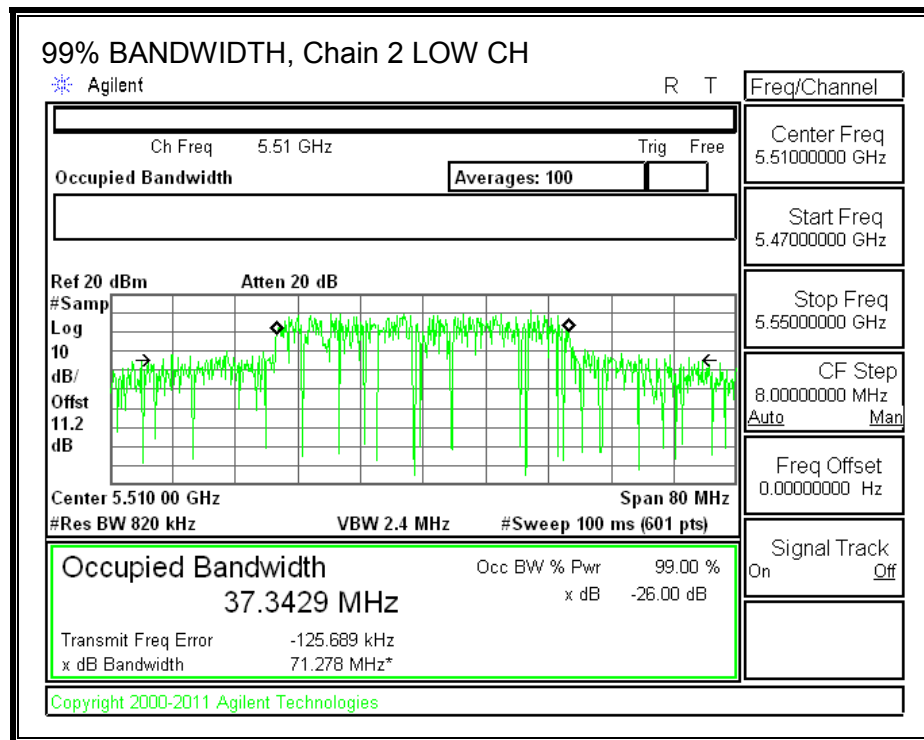 99% BANDWIDTH, Chain 2 LOW CH
Agilent R T
Ch Freq 5.51 GHz Trig Free
Occupied Bandwidth Averages: 100
Ref 20 dBm Atten 20 dB
#Samp
Log
10
dB/
Offst
11.2
dB
Center 5.510 00 GHz Span 80 MHz
#Res BW 820 kHz VBW 2.4 MHz #Sweep 100 ms (601 pts)
Occupied Bandwidth Occ BW % Pwr 99.00 %
37.3429 MHz x dB -26.00 dB
Transmit Freq Error -125.689 kHz
x dB Bandwidth 71.278 MHz*
Copyright 2000-2011 Agilent Technologies
Freq/Channel
Center Freq
5.51000000 GHz
Start Freq
5.47000000 GHz
Stop Freq
5.55000000 GHz
CF Step
8.00000000 MHz
Auto Man
Freq Offset
0.00000000 Hz
Signal Track
On Off